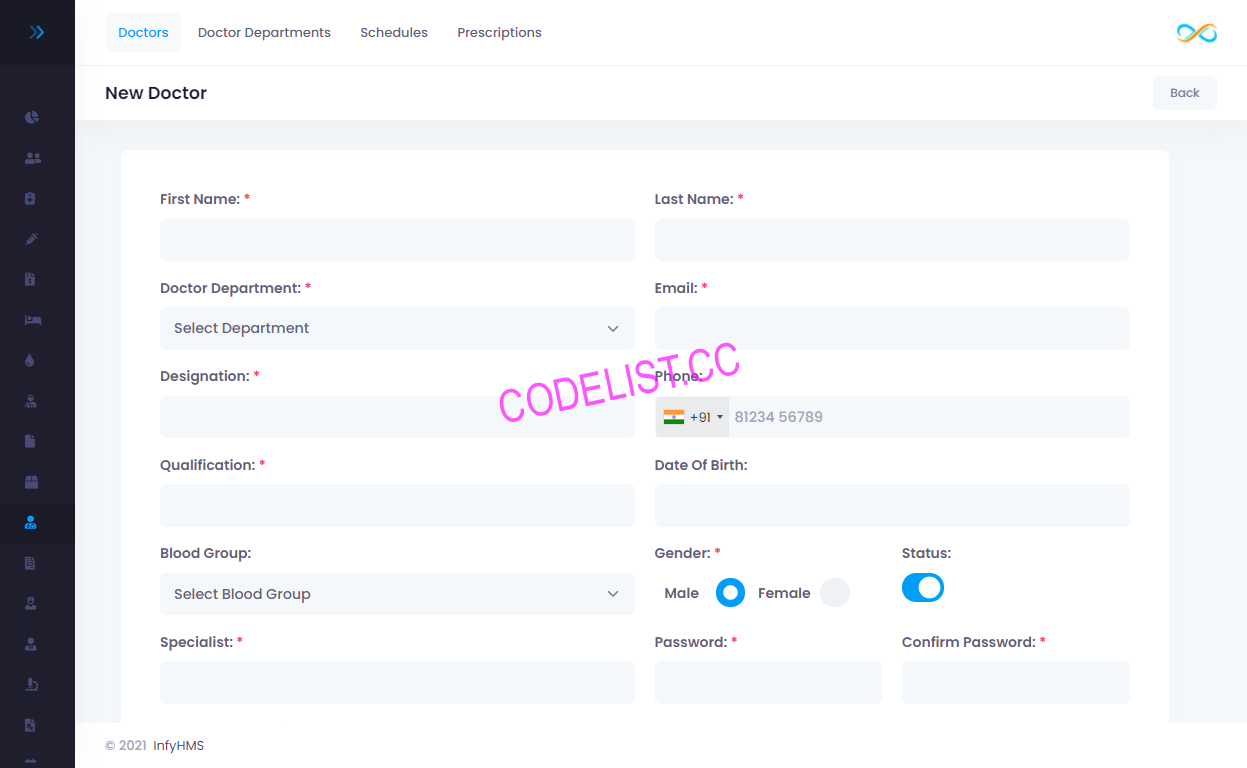 Doctors Doctor Departments Schedules Prescriptions
New Doctor Back
First Name: * Last Name: *
Doctor Department: * Email: *
Select Department
Designation: * Phone:
CODELIST.CC
+91 81234 56789
Qualification: * Date Of Birth:
Blood Group: Gender: * Status:
Select Blood Group Male Female
Specialist: * Password: * Confirm Password: *
© 2021 InfyHMS